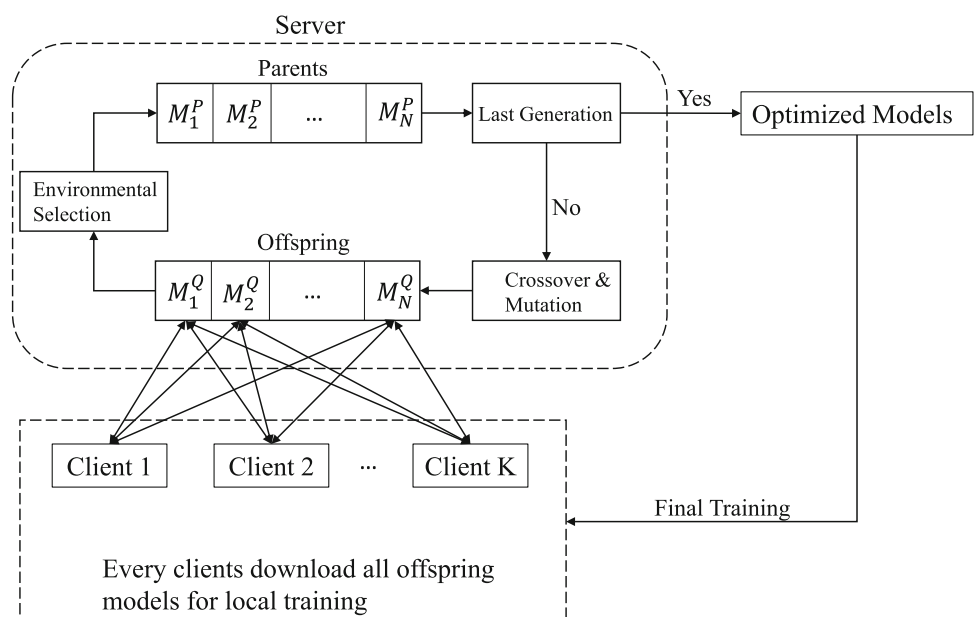 Server
Parents
M_1^P M_2^P ... M_N^P
Last Generation
Yes
Optimized Models
Environmental
Selection
No
Offspring
M_1^Q M_2^Q ... M_N^Q
Crossover &
Mutation
Client 1 Client 2 ... Client K
Final Training
Every clients download all offspring
models for local training